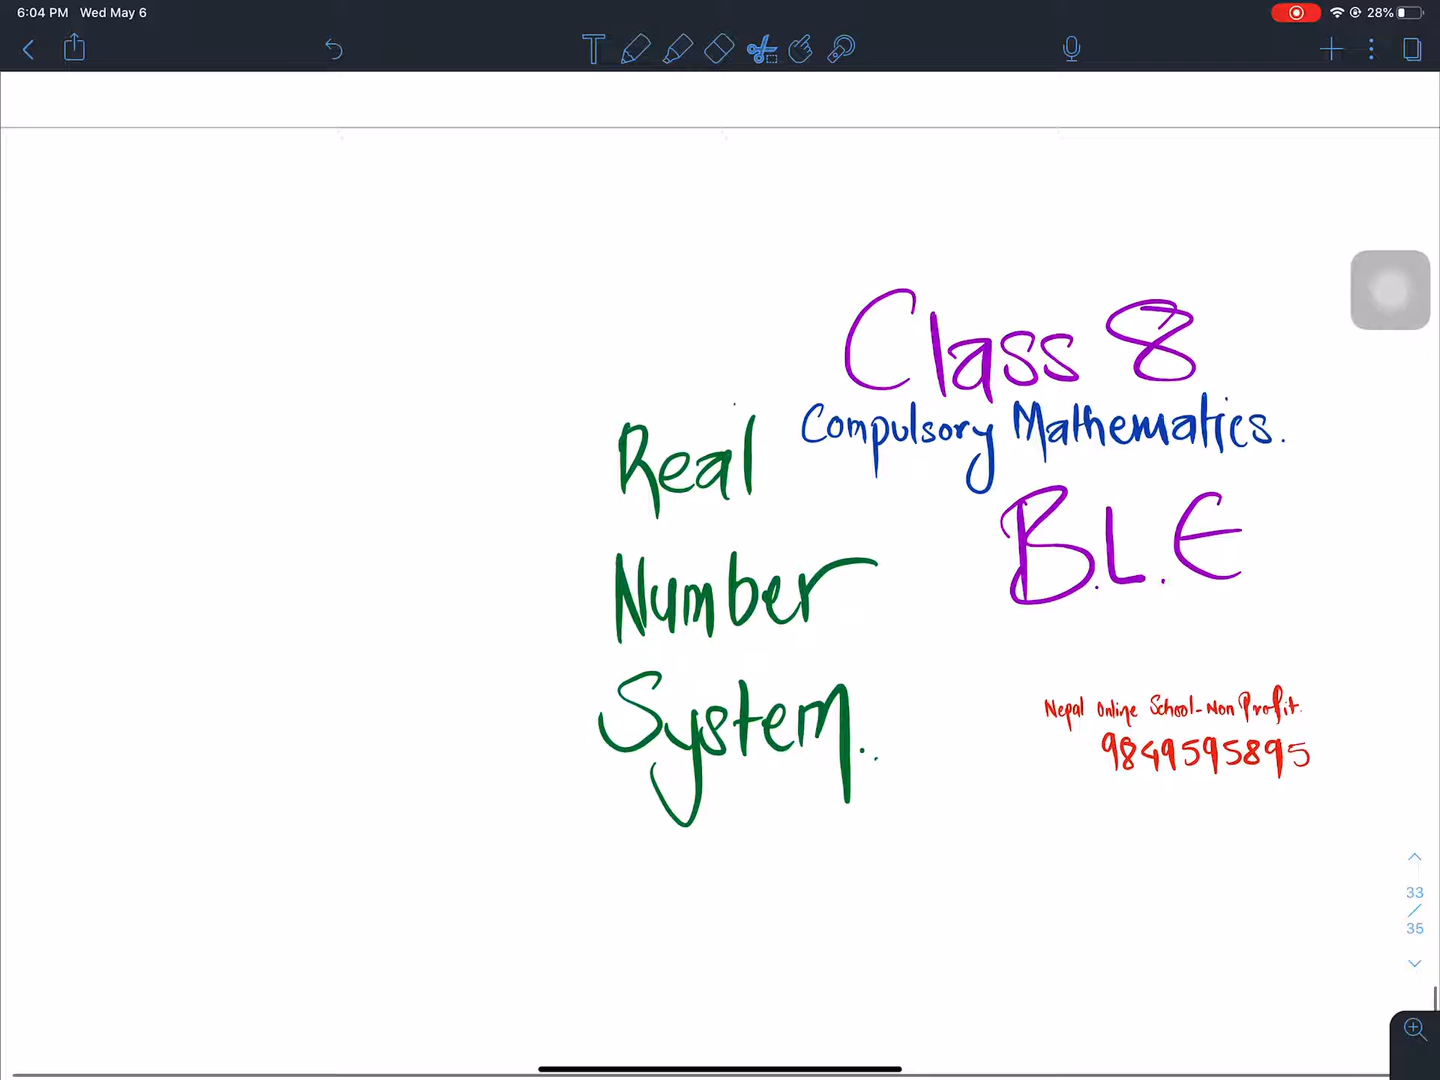 6:04 PM Wed May 6
28%
Class 8
Compulsory Mathematics.
Real
Number
System.
B.L.E
Nepal Online School-Non Profit.
9849595895
33
35